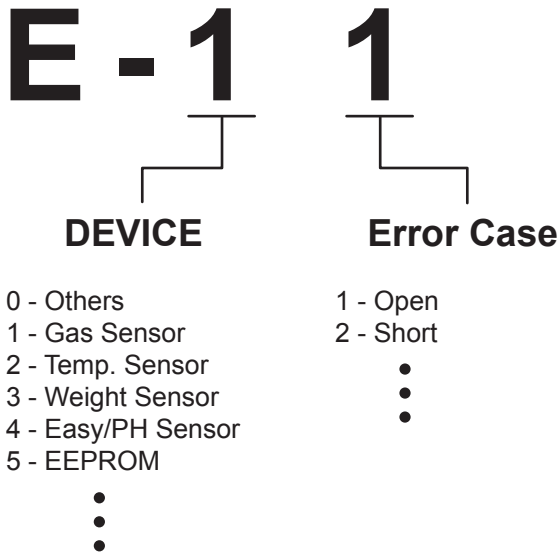 E - 1 1
DEVICE
Error Case
0 - Others
1 - Gas Sensor
2 - Temp. Sensor
3 - Weight Sensor
4 - Easy/PH Sensor
5 - EEPROM
1 - Open
2 - Short